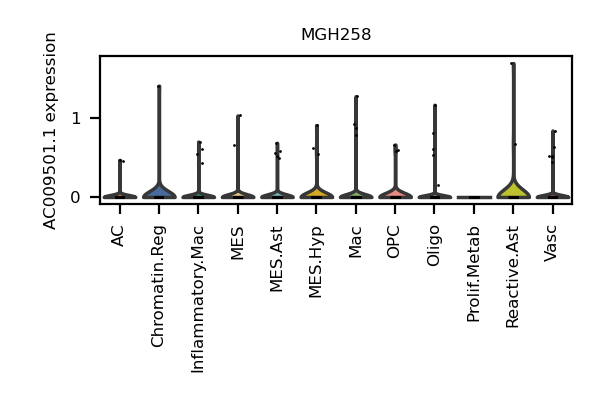 MGH258
AC009501.1 expression
1
0
AC
Chromatin.Reg
Inflammatory.Mac
MES
MES.Ast
MES.Hyp
Mac
OPC
Oligo
Prolif.Metab
Reactive.Ast
Vasc